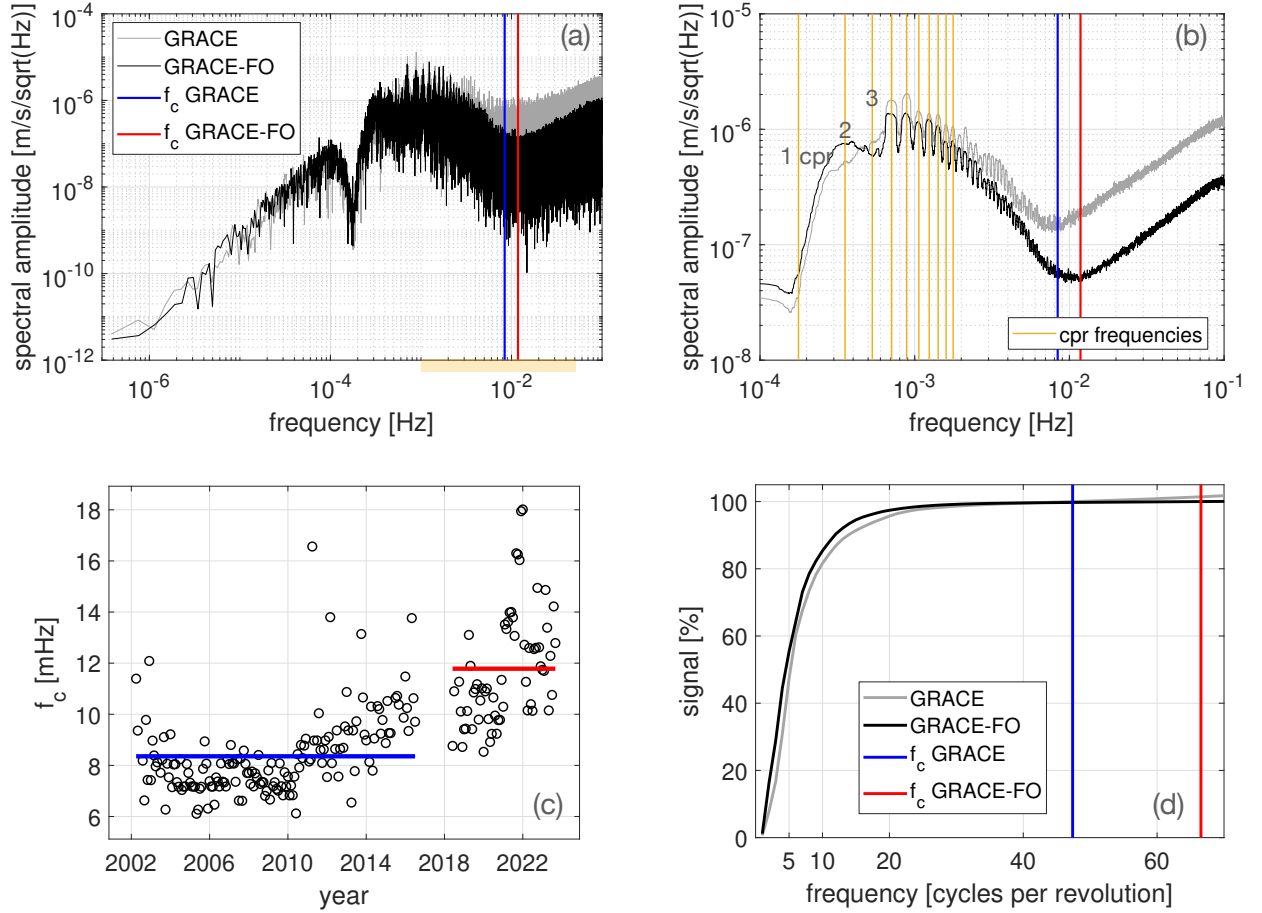 (a)
GRACE
GRACE-FO
f_c GRACE
f_c GRACE-FO
spectral amplitude [m/s/sqrt(Hz)]
10^-4
10^-6
10^-8
10^-10
10^-12
10^-6
10^-4
10^-2
frequency [Hz]
(b)
spectral amplitude [m/s/sqrt(Hz)]
10^-5
10^-6
10^-7
10^-8
1 cpr
2
3
cpr frequencies
10^-4
10^-3
10^-2
10^-1
frequency [Hz]
f_c [mHz]
18
16
14
12
10
8
6
(c)
2002
2006
2010
2014
2018
2022
year
signal [%]
100
80
60
40
20
0
GRACE
GRACE-FO
f_c GRACE
f_c GRACE-FO
(d)
5
10
20
40
60
frequency [cycles per revolution]